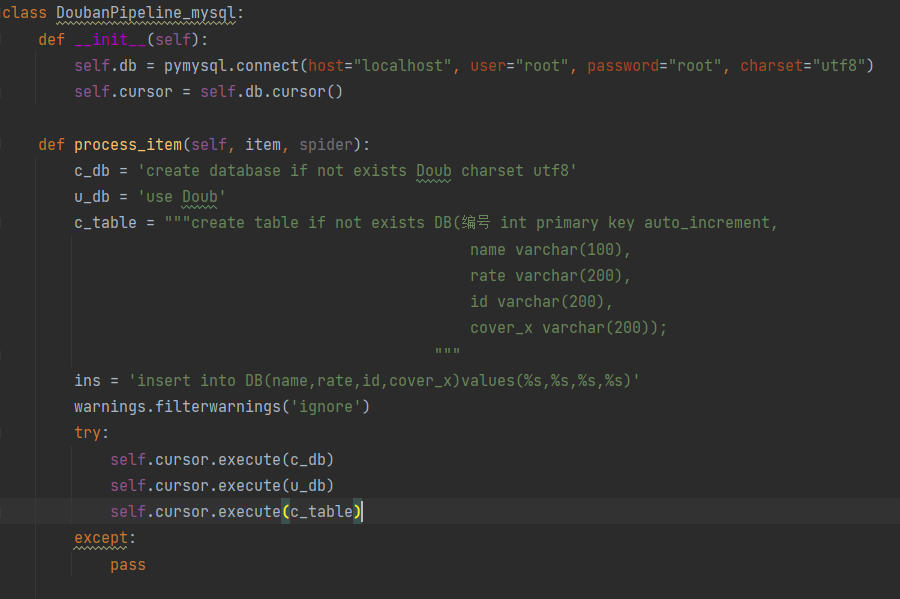 class DoubanPipeline_mysql:
    def __init__(self):
        self.db = pymysql.connect(host="localhost", user="root", password="root", charset="utf8")
        self.cursor = self.db.cursor()
    def process_item(self, item, spider):
        c_db = 'create database if not exists Doub charset utf8'
        u_db = 'use Doub'
        c_table = """create table if not exists DB(编号 int primary key auto_increment,
                                                    name varchar(100),
                                                    rate varchar(200),
                                                    id varchar(200),
                                                    cover_x varchar(200));
                                                """
        ins = 'insert into DB(name,rate,id,cover_x)values(%s,%s,%s,%s)'
        warnings.filterwarnings('ignore')
        try:
            self.cursor.execute(c_db)
            self.cursor.execute(u_db)
            self.cursor.execute(c_table)
        except:
            pass